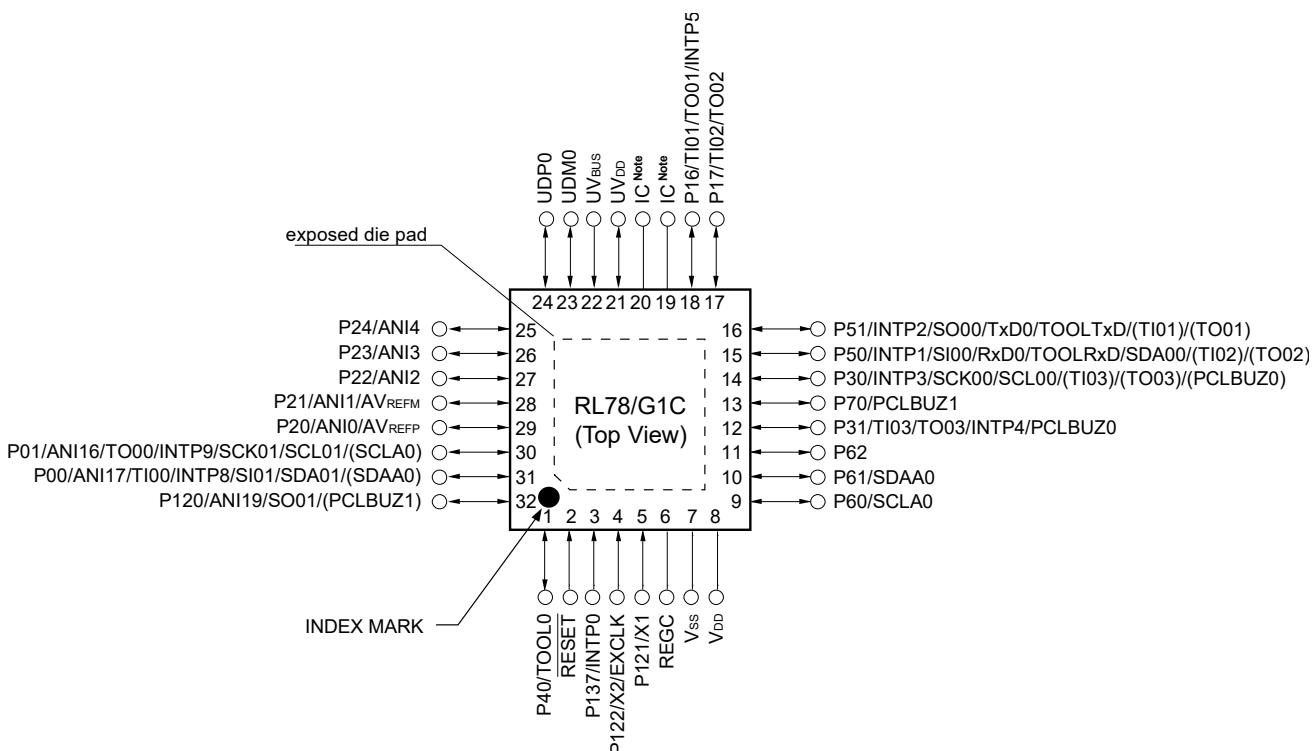 P16/TI01/TO01/INTP5
P17/TI02/TO02
UDP0
UDM0
UVBUS
UVDD
IC Note
IC Note
exposed die pad
24 23 22 21 20 19 18 17
P24/ANI4 25
P23/ANI3 26
P22/ANI2 27
P21/ANI1/AVREFM 28
P20/ANI0/AVREFP 29
P01/ANI16/TO00/INTP9/SCK01/SCL01/(SCLA0) 30
P00/ANI17/TI00/INTP8/SI01/SDA01/(SDAA0) 31
P120/ANI19/SO01/(PCLBUZ1) 32
RL78/G1C
(Top View)
16 P51/INTP2/SO00/TxD0/TOOLTxD/(TI01)/(TO01)
15 P50/INTP1/SI00/RxD0/TOOLRxD/SDA00/(TI02)/(TO02)
14 P30/INTP3/SCK00/SCL00/(TI03)/(TO03)/(PCLBUZ0)
13 P70/PCLBUZ1
12 P31/TI03/TO03/INTP4/PCLBUZ0
11 P62
10 P61/SDAA0
9 P60/SCLA0
1 2 3 4 5 6 7 8
INDEX MARK
P40/TOOL0
RESET
P137/INTP0
P122/X2/EXCLK
P121/X1
REGC
VSS
VDD